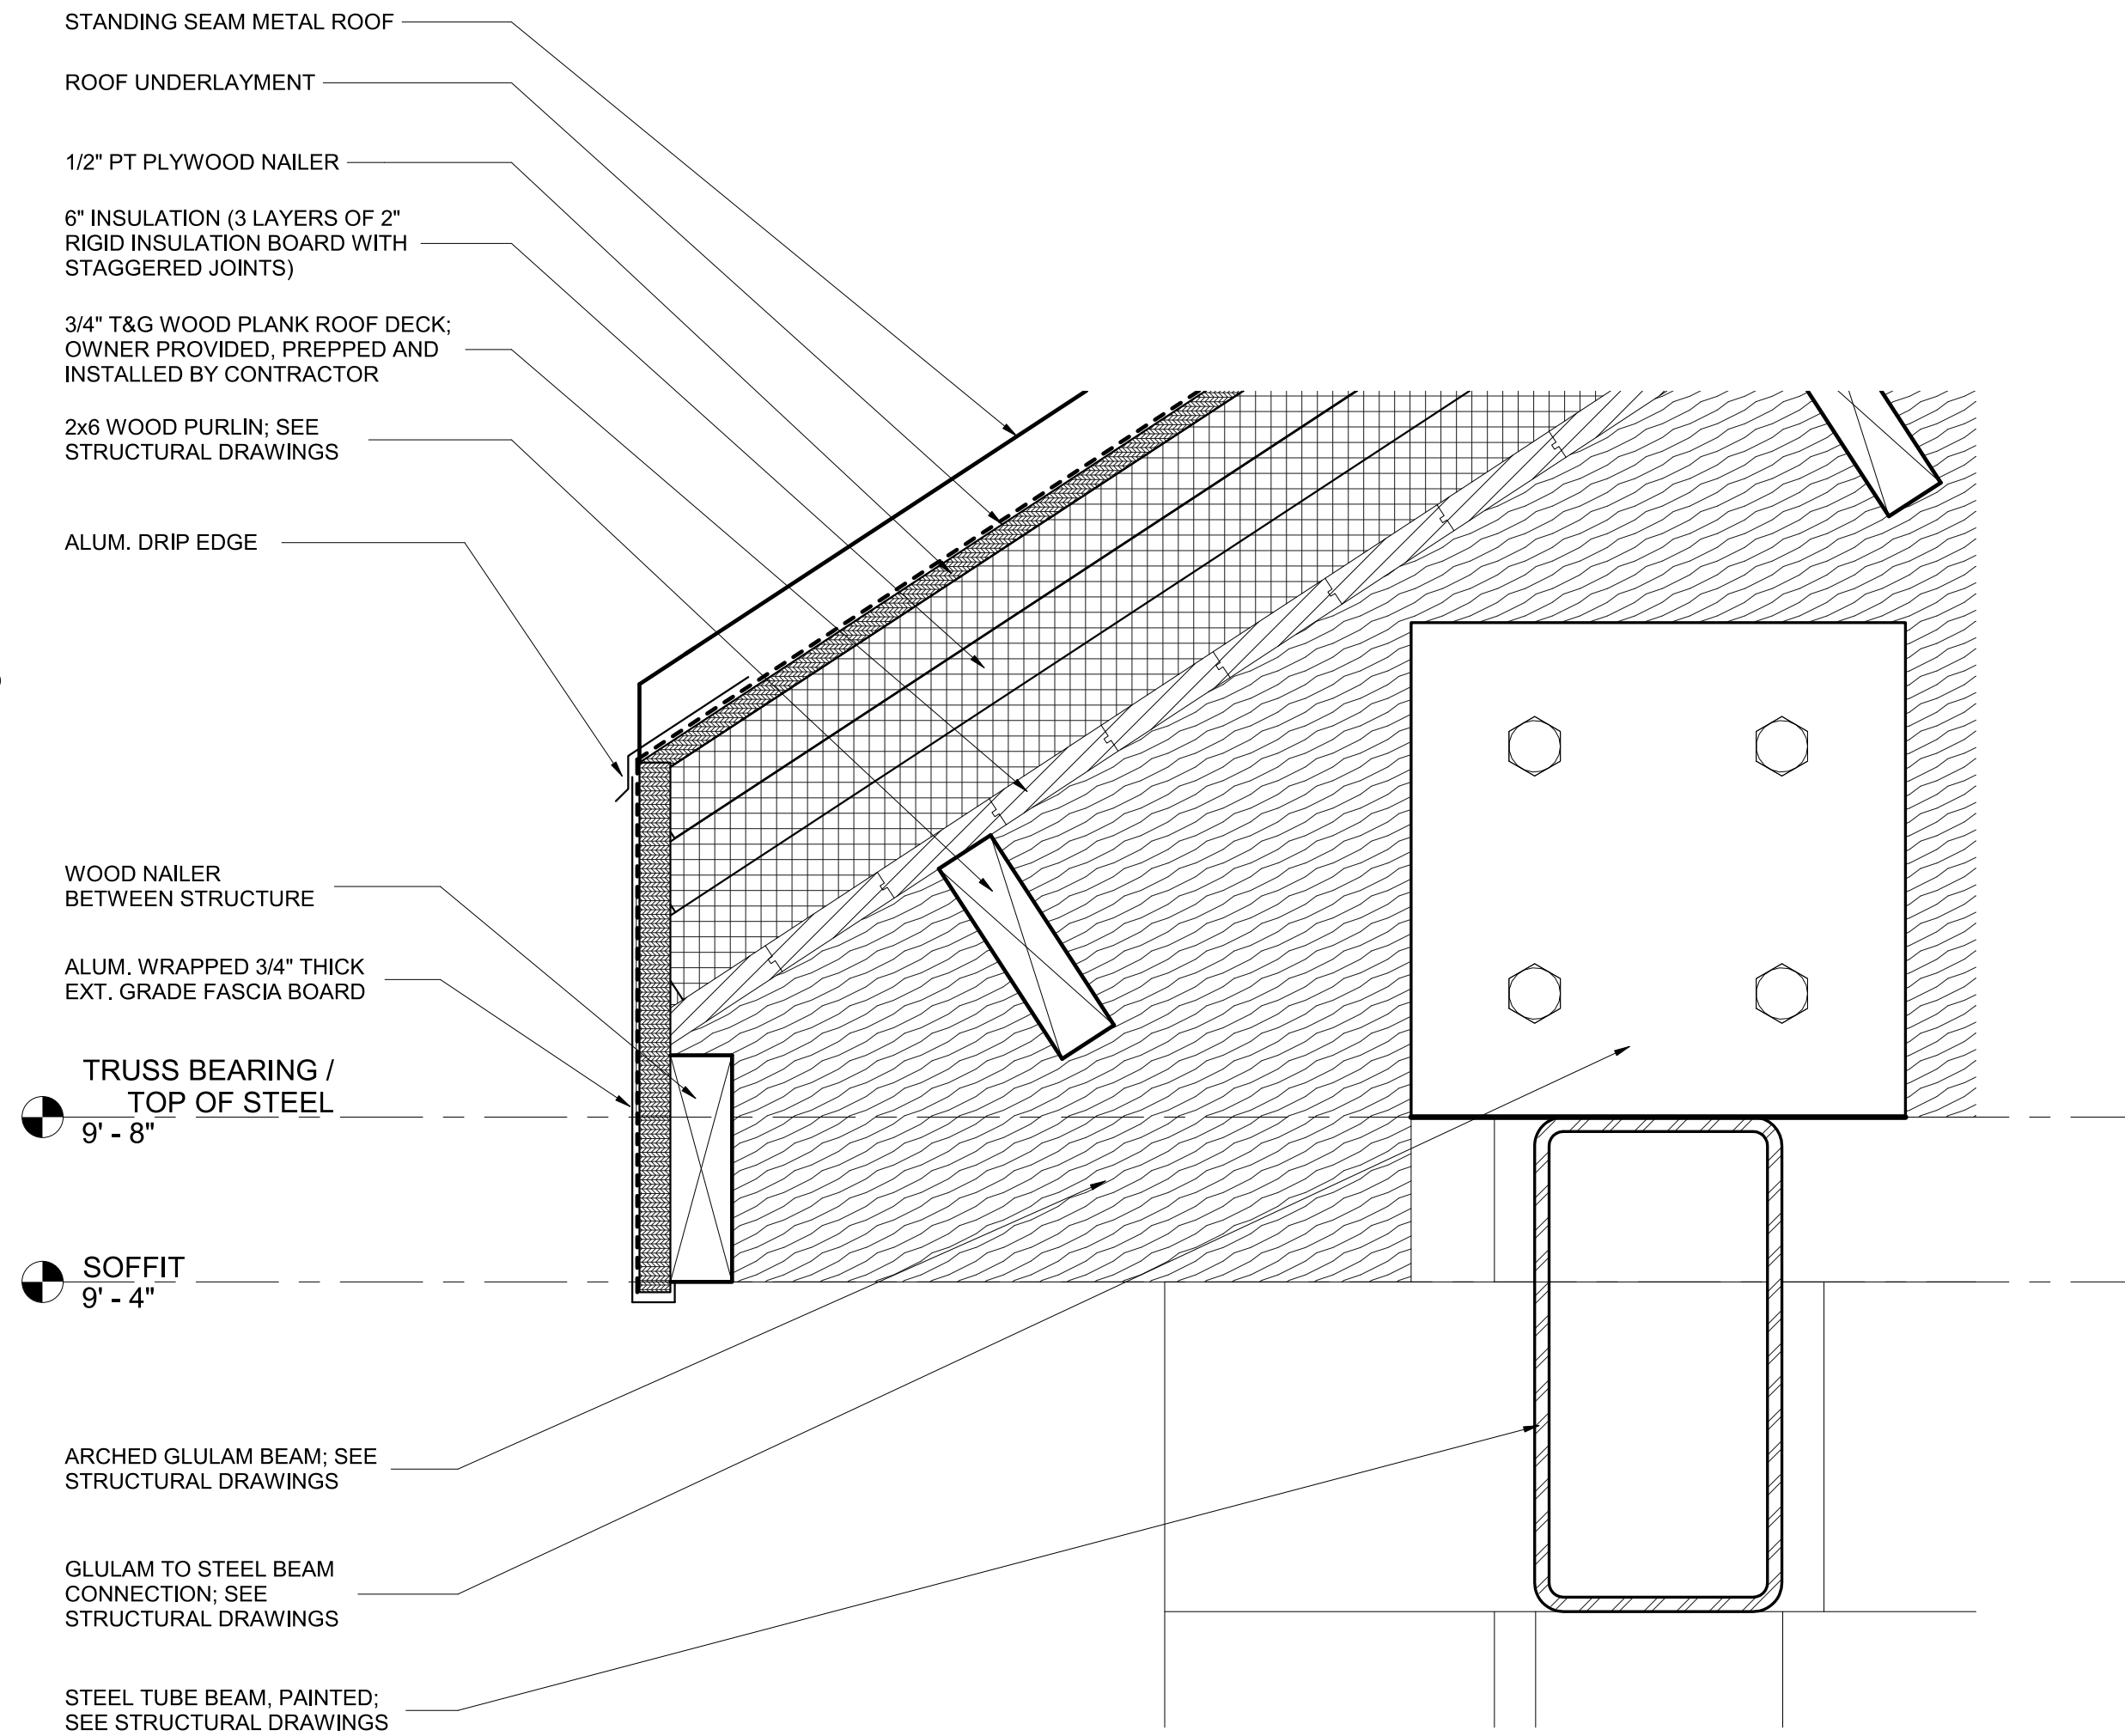 STANDING SEAM METAL ROOF
ROOF UNDERLAYMENT
1/2" PT PLYWOOD NAILER
6" INSULATION (3 LAYERS OF 2"
RIGID INSULATION BOARD WITH
STAGGERED JOINTS)
3/4" T&G WOOD PLANK ROOF DECK;
OWNER PROVIDED, PREPPED AND
INSTALLED BY CONTRACTOR
2x6 WOOD PURLIN; SEE
STRUCTURAL DRAWINGS
ALUM. DRIP EDGE
WOOD NAILER
BETWEEN STRUCTURE
ALUM. WRAPPED 3/4" THICK
EXT. GRADE FASCIA BOARD
TRUSS BEARING /
TOP OF STEEL
9' - 8"
SOFFIT
9' - 4"
ARCHED GLULAM BEAM; SEE
STRUCTURAL DRAWINGS
GLULAM TO STEEL BEAM
CONNECTION; SEE
STRUCTURAL DRAWINGS
STEEL TUBE BEAM, PAINTED;
SEE STRUCTURAL DRAWINGS